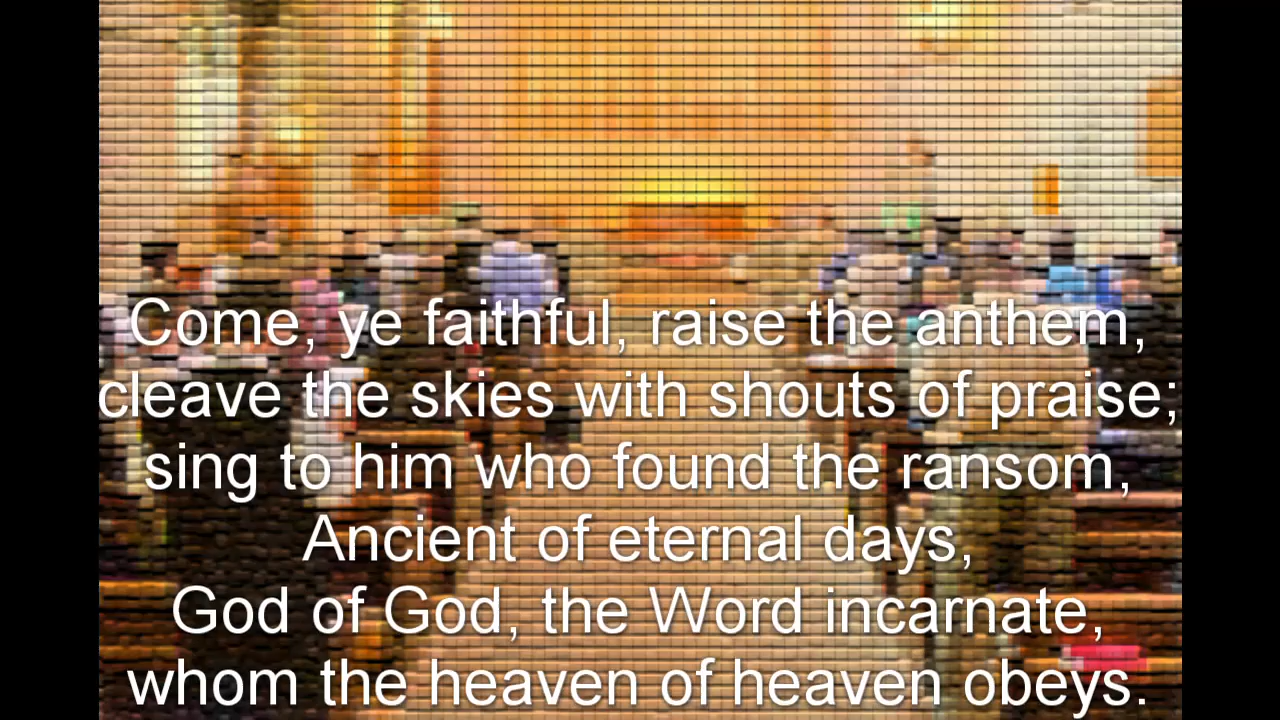 Come, ye faithful, raise the anthem,
cleave the skies with shouts of praise;
sing to him who found the ransom,
Ancient of eternal days,
God of God, the Word incarnate,
whom the heaven of heaven obeys.